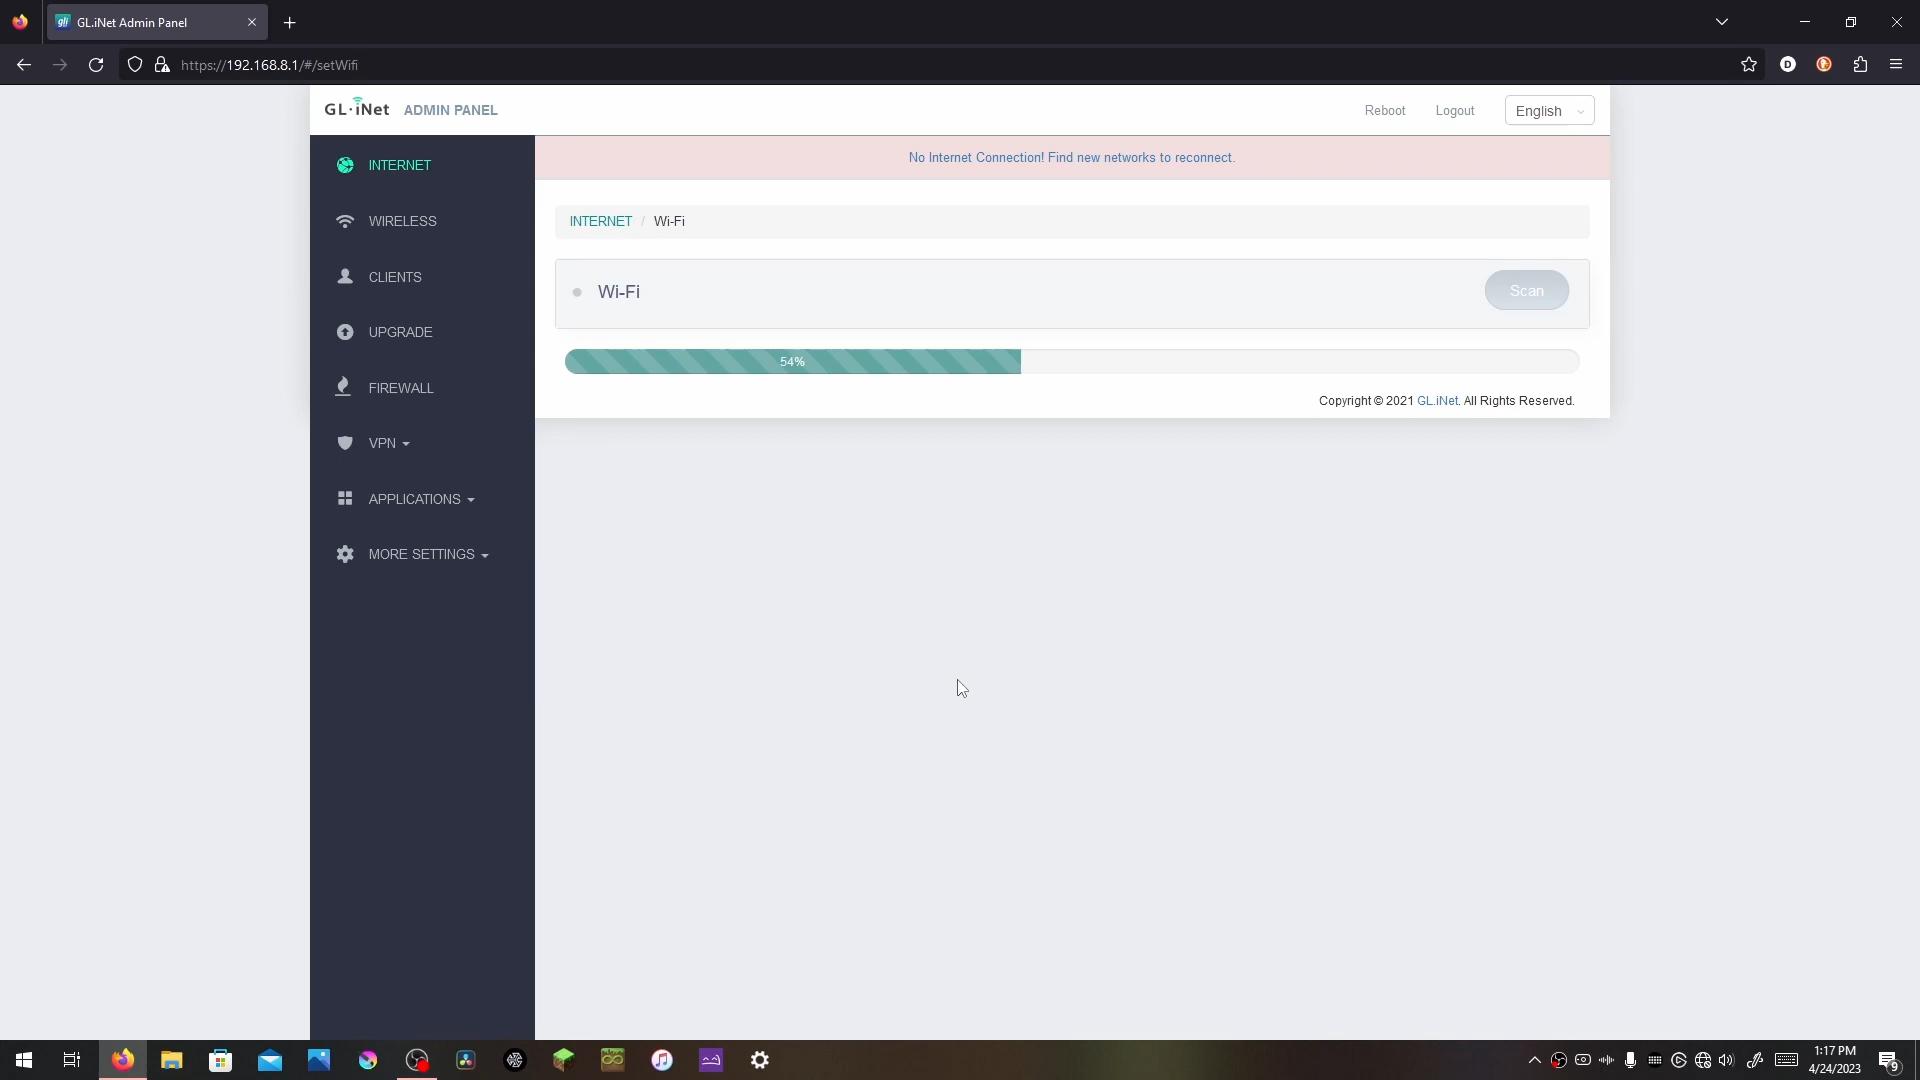 GL.iNet Admin Panel
https://192.168.8.1/#/setWifi
GL·iNet ADMIN PANEL
Reboot
Logout
English
INTERNET
WIRELESS
CLIENTS
UPGRADE
FIREWALL
VPN
APPLICATIONS
MORE SETTINGS
No Internet Connection! Find new networks to reconnect.
INTERNET / Wi-Fi
Wi-Fi
Scan
54%
Copyright © 2021 GL.iNet. All Rights Reserved.
1:17 PM
4/24/2023
9